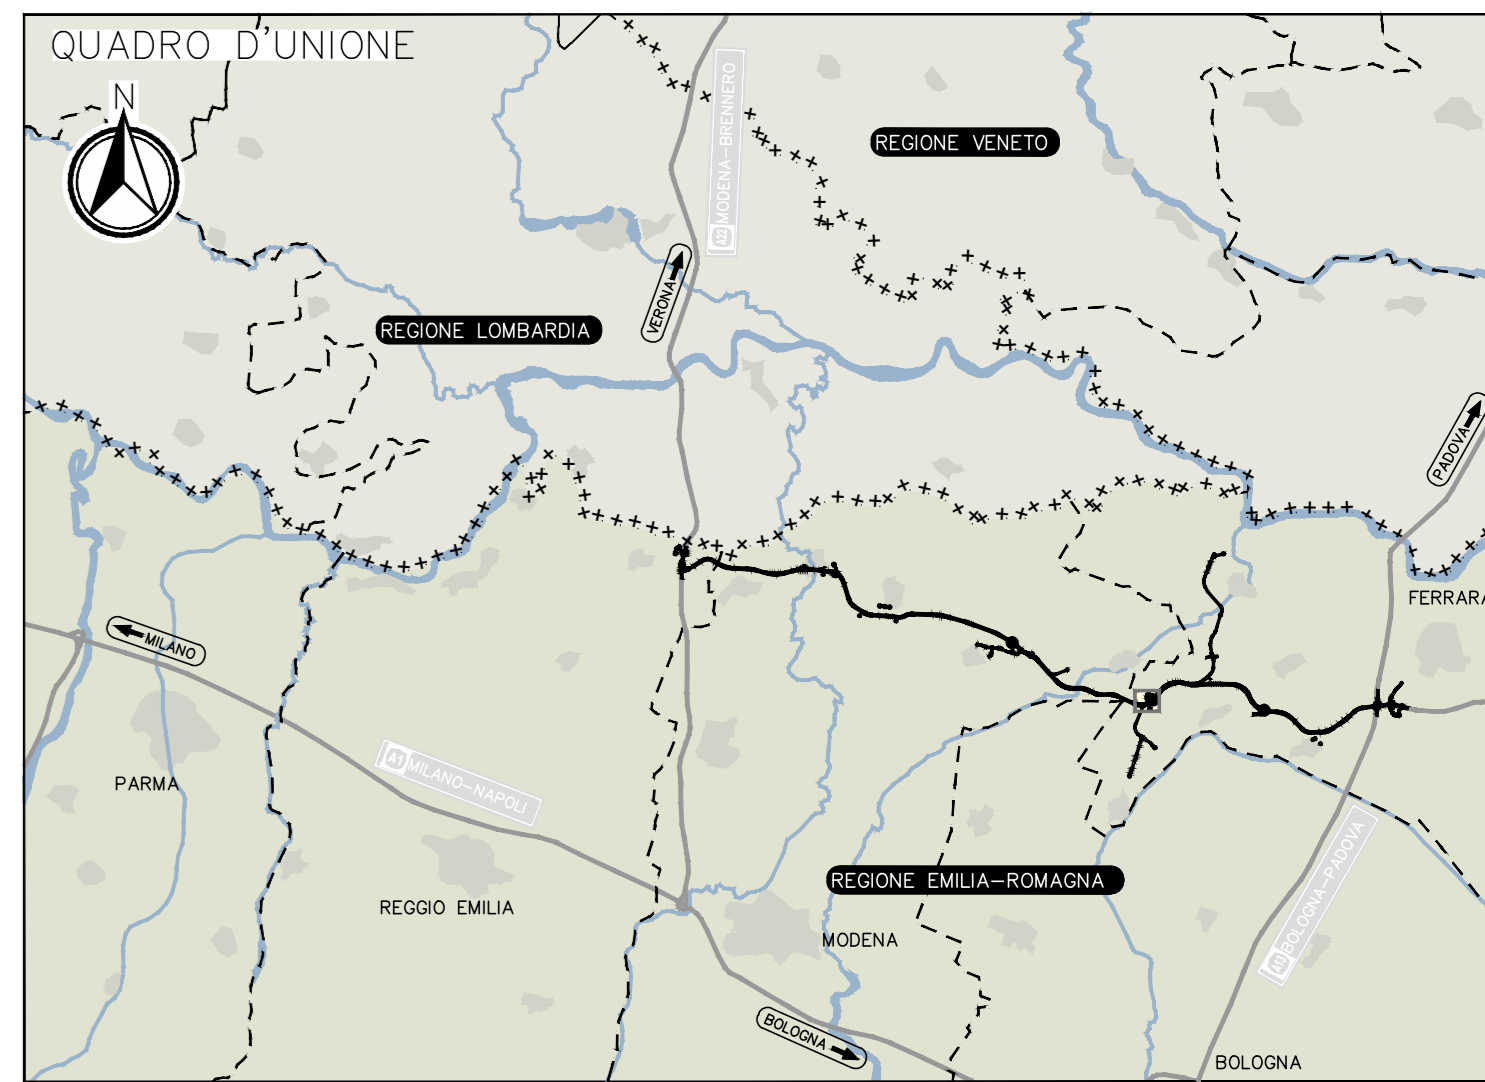 QUADRO D'UNIONE
N
A22 MODENA-BRENNERO
REGIONE VENETO
VERONA
REGIONE LOMBARDIA
PADOVA
FERRARA
MILANO
PARMA
A1 MILANO-NAPOLI
REGIONE EMILIA-ROMAGNA
A13 BOLOGNA-PADOVA
REGGIO EMILIA
MODENA
BOLOGNA
BOLOGNA